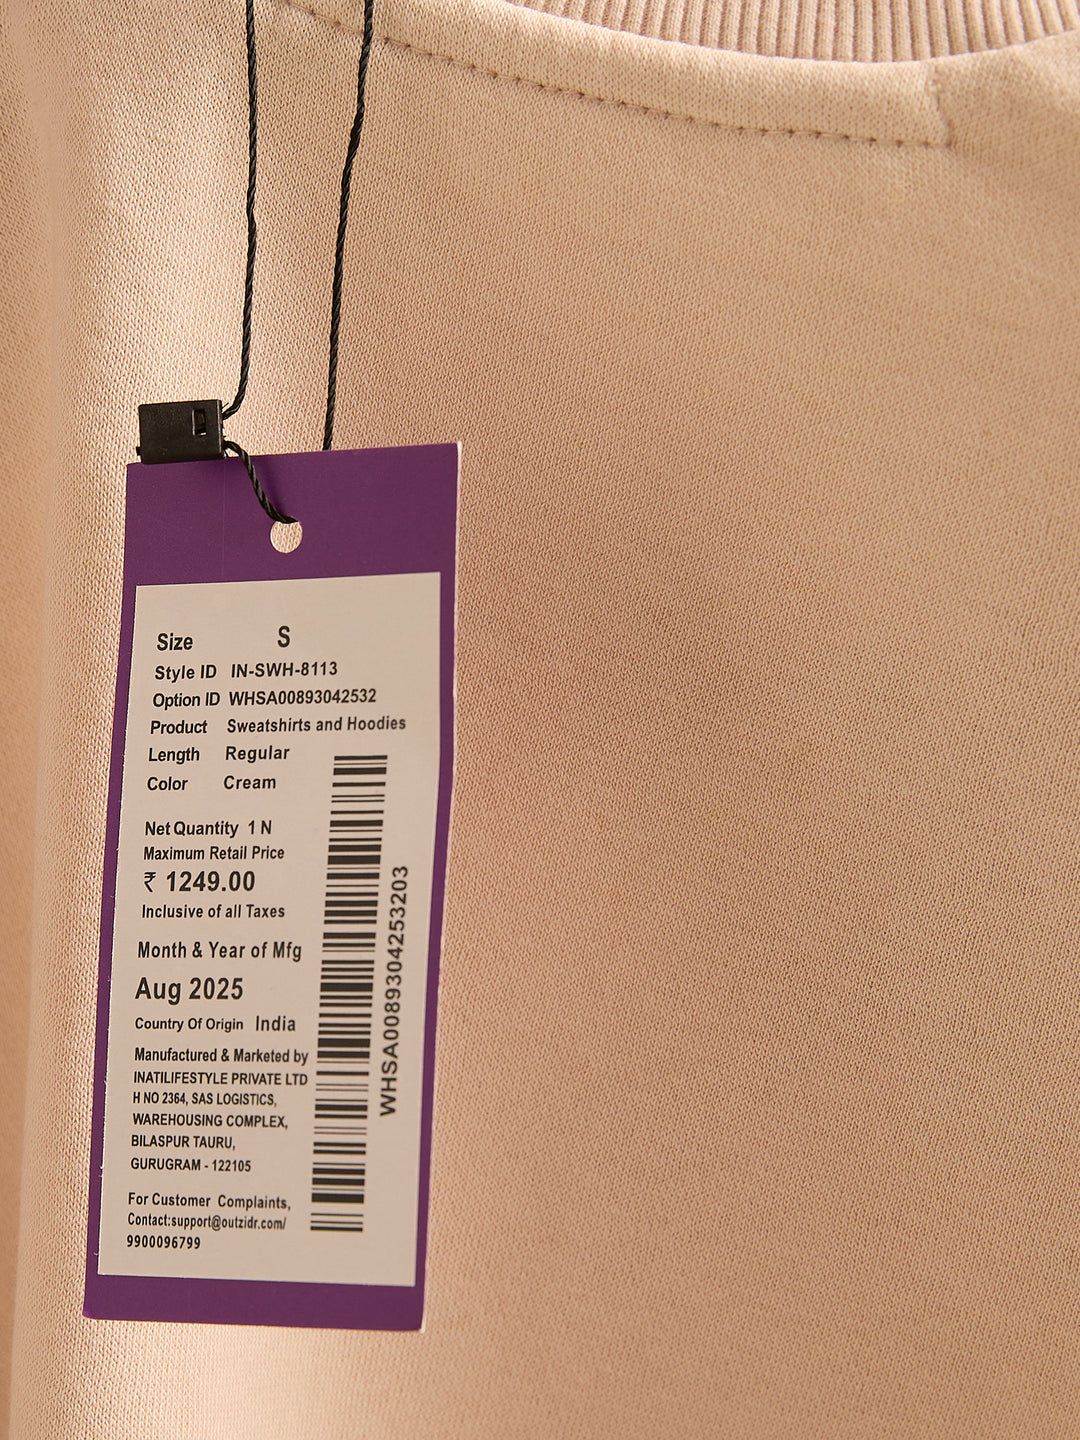 Size S
Style ID IN-SWH-8113
Option ID WHSA00893042532
Product Sweatshirts and Hoodies
Length Regular
Color Cream
Net Quantity 1 N
Maximum Retail Price
₹ 1249.00
Inclusive of all Taxes
Month & Year of Mfg
Aug 2025
Country Of Origin India
Manufactured & Marketed by
INATILIFESTYLE PRIVATE LTD
H NO 2364, SAS LOGISTICS,
WAREHOUSING COMPLEX,
BILASPUR TAURU,
GURUGRAM - 122105
For Customer Complaints,
Contact:support@outzidr.com/
9900096799
WHSA0089304253203